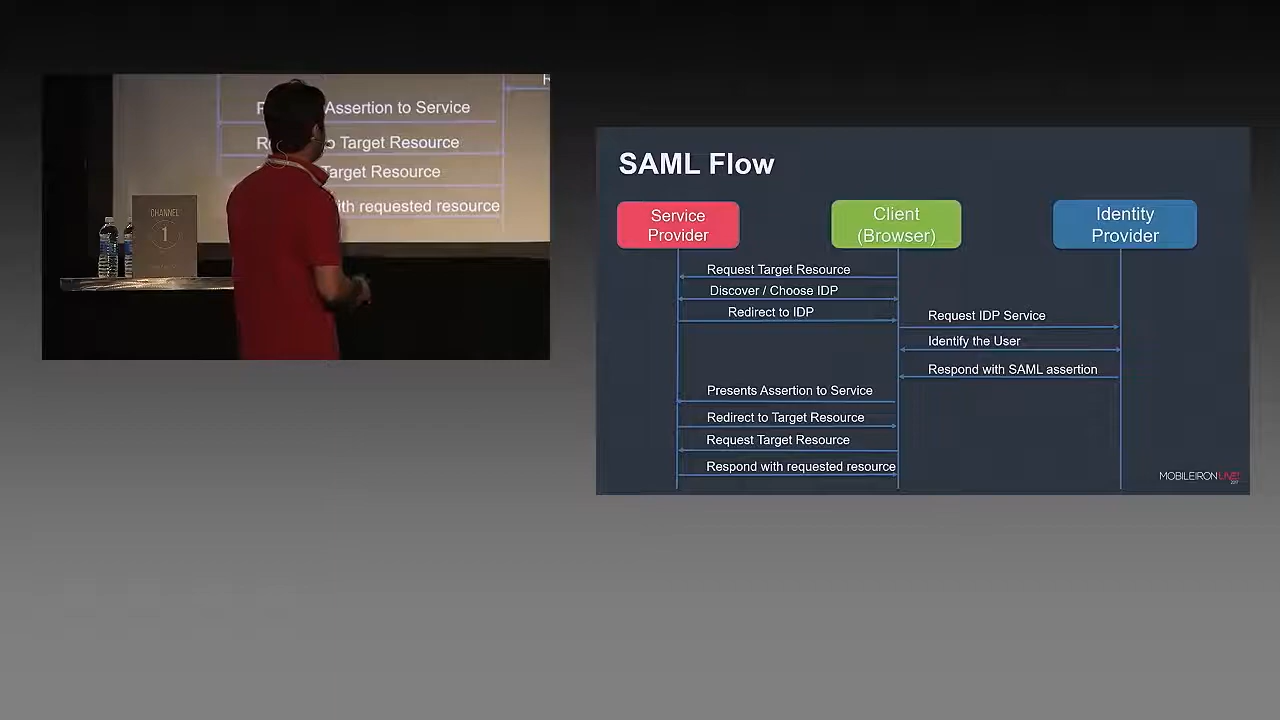 Assertion to Service
Target Resource
Target Resource
with requested resource
CHANNEL
1
SAML Flow
Service
Provider
Client
(Browser)
Identity
Provider
Request Target Resource
Discover / Choose IDP
Redirect to IDP
Request IDP Service
Identify the User
Respond with SAML assertion
Presents Assertion to Service
Redirect to Target Resource
Request Target Resource
Respond with requested resource
MOBILEIRON LIVE!
2017